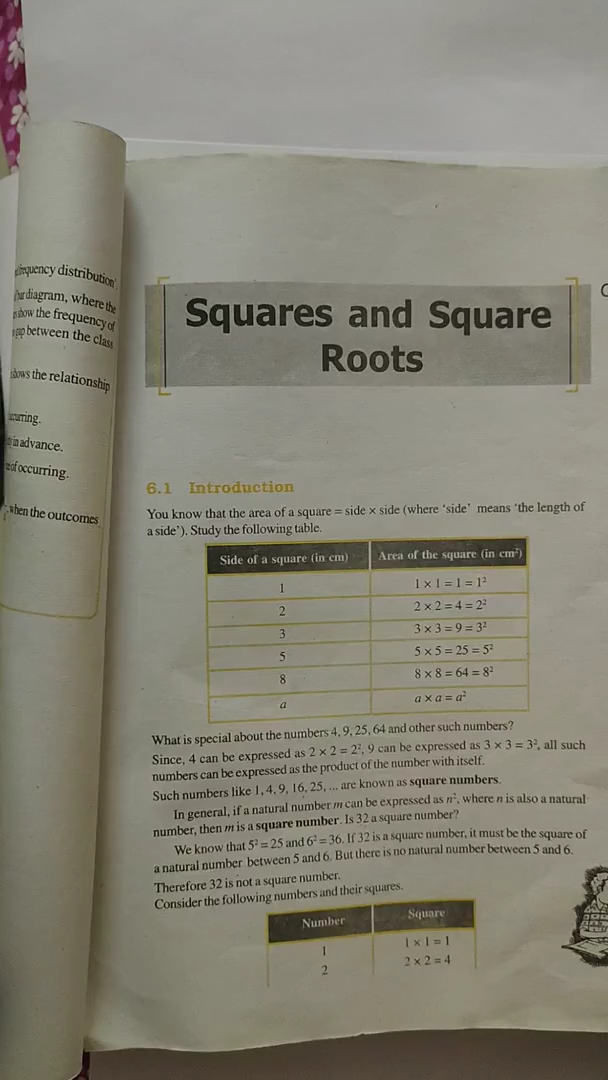 frequency distribution'.
diagram, where the
show the frequency of
gap between the class
shows the relationship
occurring.
in advance.
of occurring.
when the outcomes
Squares and Square
Roots
6.1 Introduction
You know that the area of a square = side × side (where 'side' means 'the length of
a side'). Study the following table.
Side of a square (in cm) Area of the square (in cm²)
1 1 × 1 = 1 = 1²
2 2 × 2 = 4 = 2²
3 3 × 3 = 9 = 3²
5 5 × 5 = 25 = 5²
8 8 × 8 = 64 = 8²
a a × a = a²
What is special about the numbers 4, 9, 25, 64 and other such numbers?
Since, 4 can be expressed as 2 × 2 = 2², 9 can be expressed as 3 × 3 = 3², all such
numbers can be expressed as the product of the number with itself.
Such numbers like 1, 4, 9, 16, 25, ... are known as square numbers.
In general, if a natural number m can be expressed as n², where n is also a natural
number, then m is a square number. Is 32 a square number?
We know that 5² = 25 and 6² = 36. If 32 is a square number, it must be the square of
a natural number between 5 and 6. But there is no natural number between 5 and 6.
Therefore 32 is not a square number.
Consider the following numbers and their squares.
Number Square
1 1 × 1 = 1
2 2 × 2 = 4